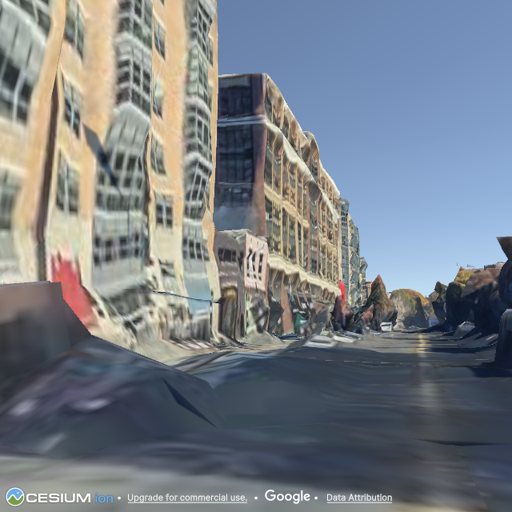 CESIUM ion • Upgrade for commercial use. • Google • Data Attribution